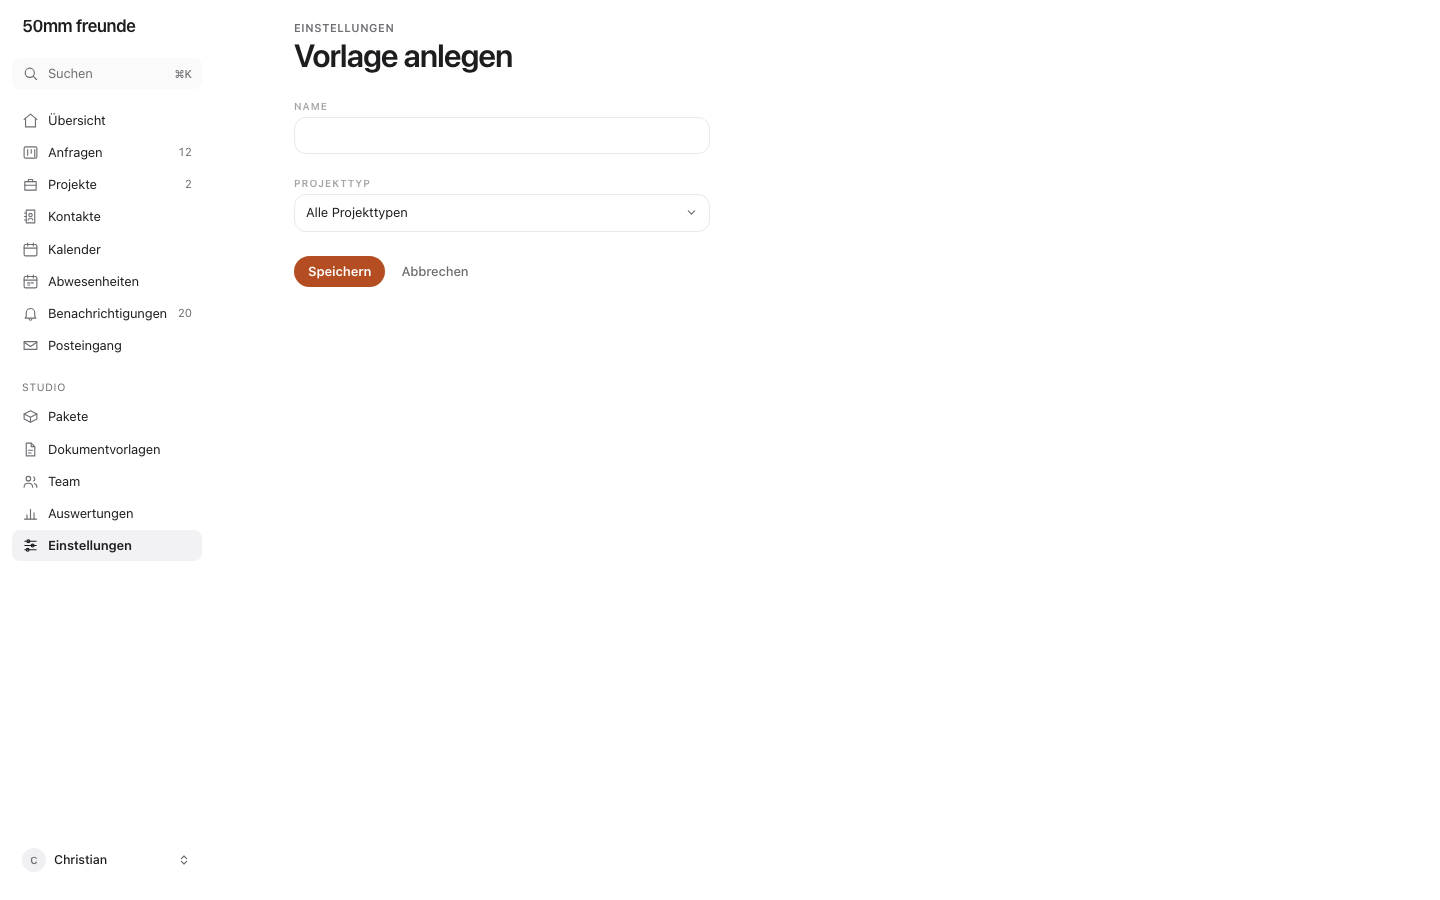 50mm freunde
Suchen ⌘K
Übersicht
Anfragen 12
Projekte 2
Kontakte
Kalender
Abwesenheiten
Benachrichtigungen 20
Posteingang
STUDIO
Pakete
Dokumentvorlagen
Team
Auswertungen
Einstellungen
C Christian
EINSTELLUNGEN
Vorlage anlegen
NAME
PROJEKTTYP
Alle Projekttypen
Speichern Abbrechen